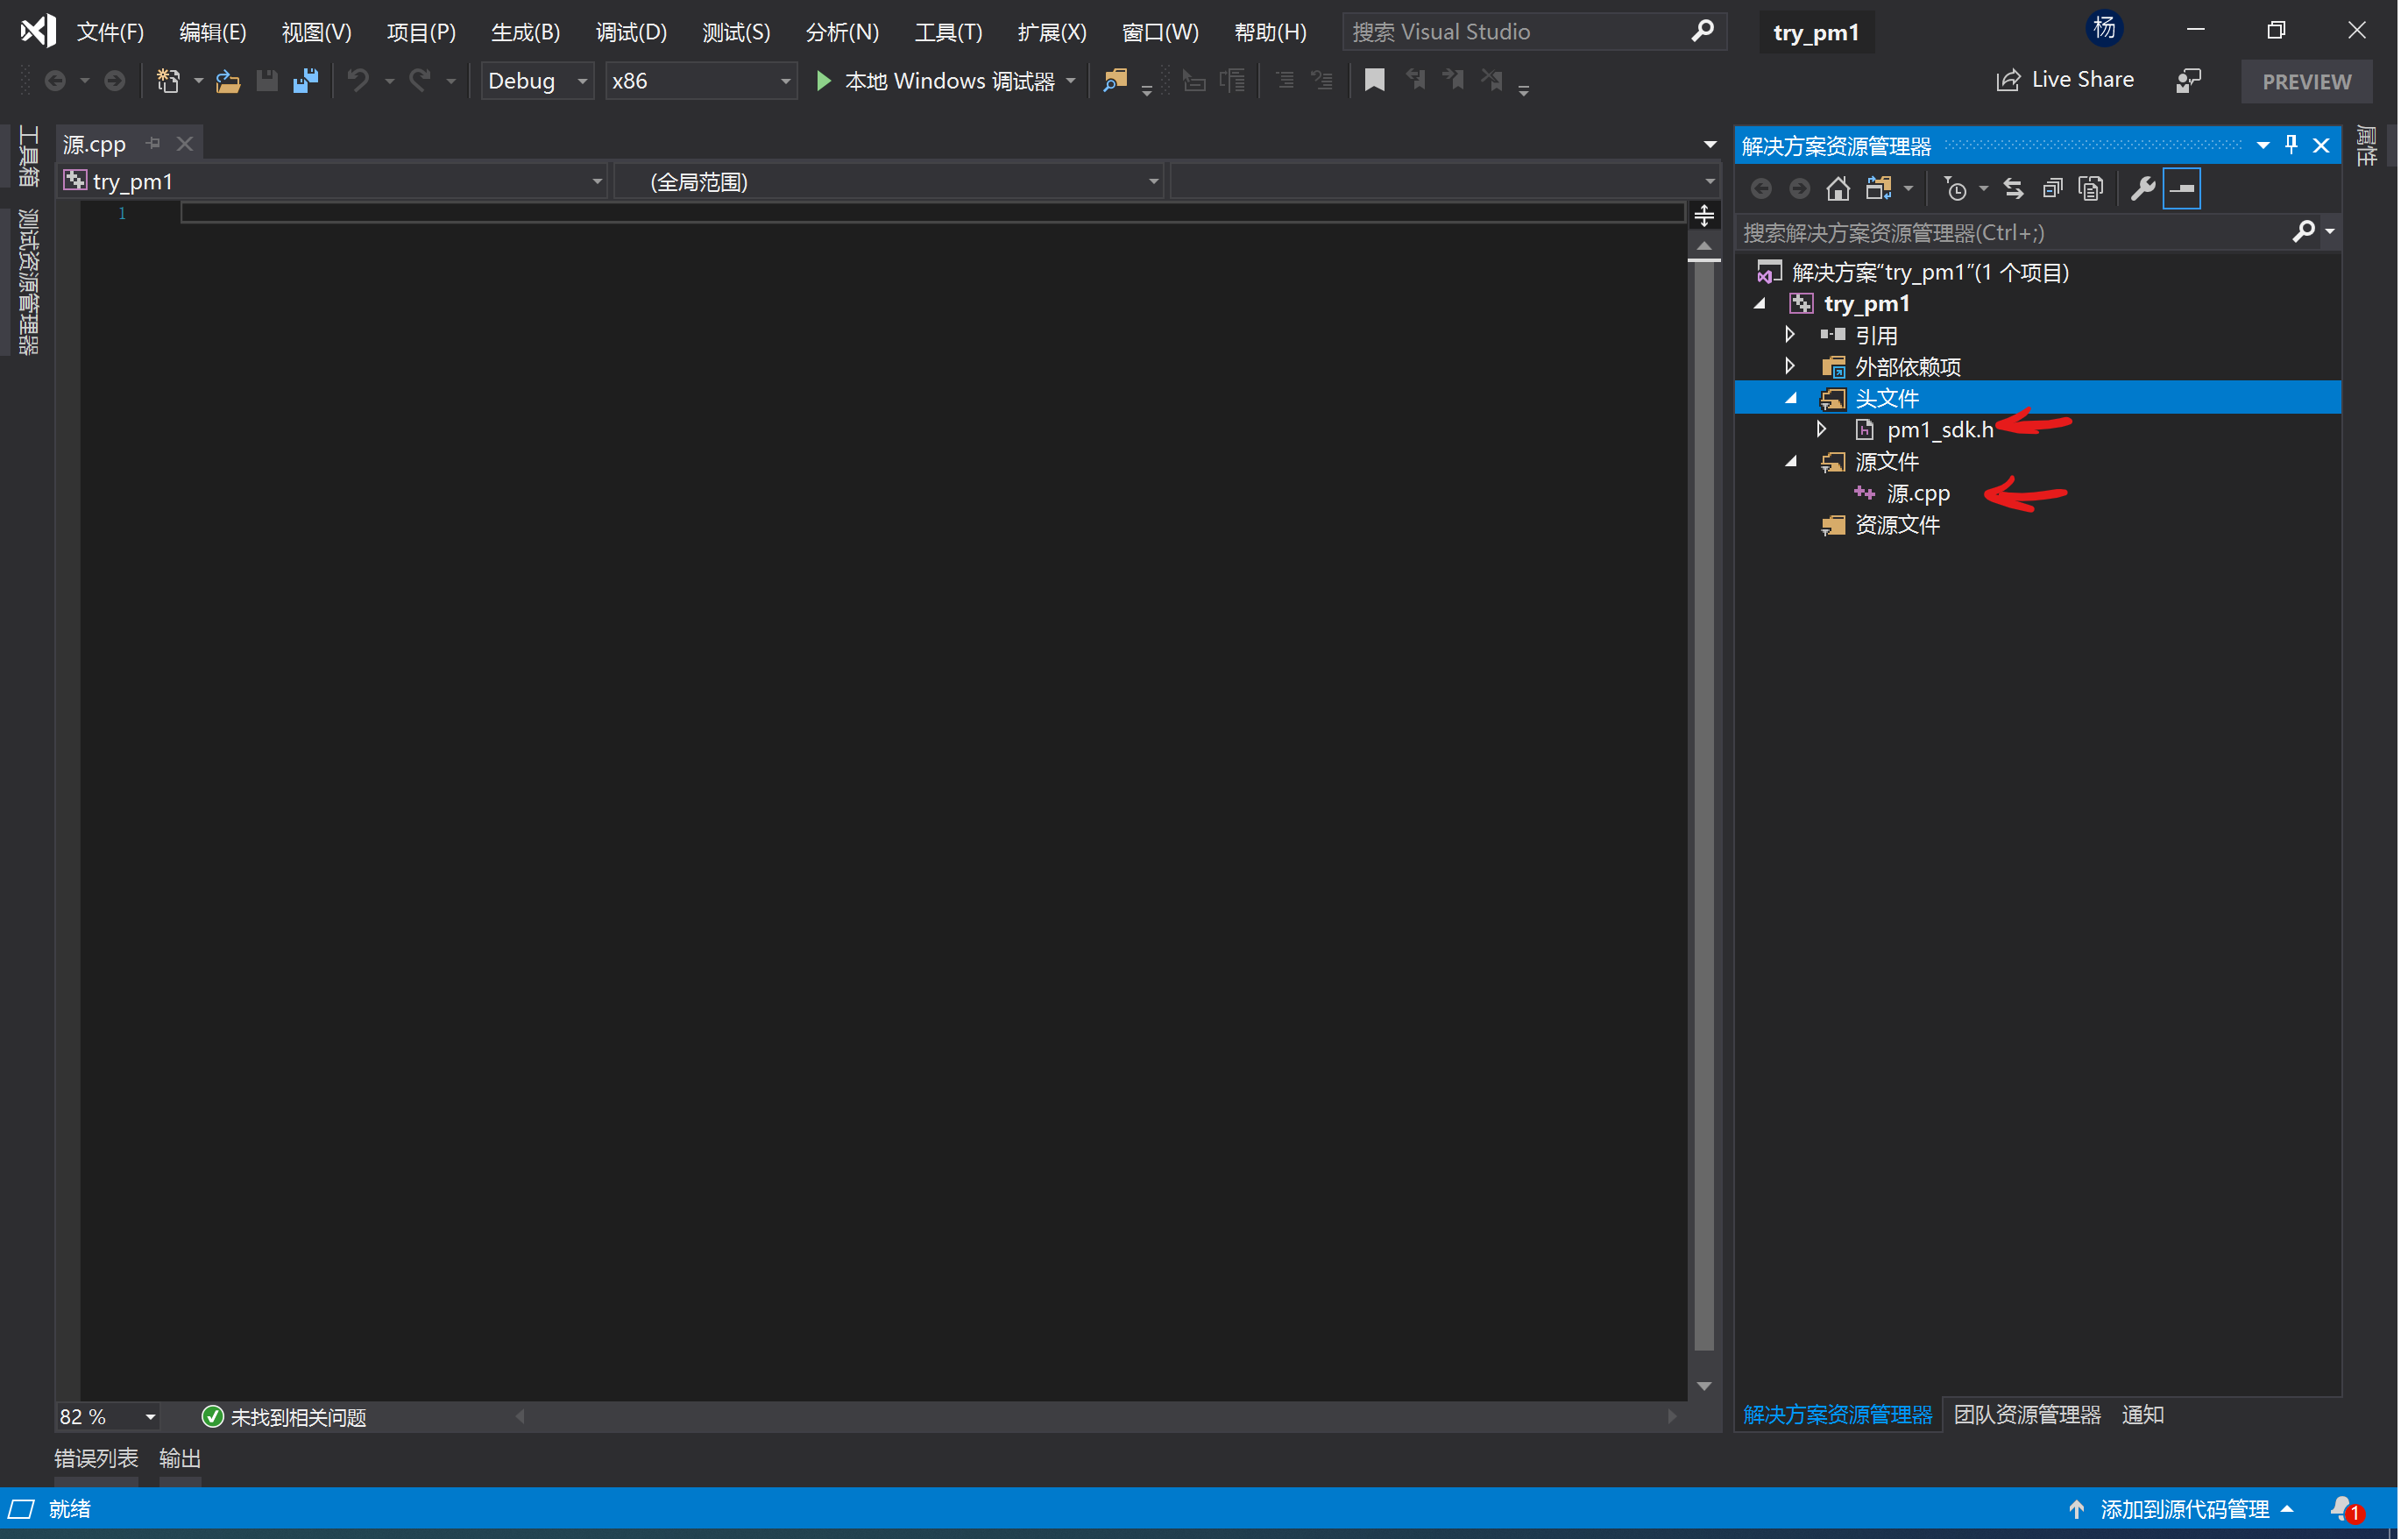 文件(F) 编辑(E) 视图(V) 项目(P) 生成(B) 调试(D) 测试(S) 分析(N) 工具(T) 扩展(X) 窗口(W) 帮助(H) 搜索 Visual Studio try_pm1 杨
Debug x86 本地 Windows 调试器 Live Share PREVIEW
工具箱
测试资源管理器
源.cpp
try_pm1 (全局范围)
1
解决方案资源管理器
搜索解决方案资源管理器(Ctrl+;)
解决方案“try_pm1”(1 个项目)
try_pm1
引用
外部依赖项
头文件
pm1_sdk.h
源文件
源.cpp
资源文件
属性
82 % 未找到相关问题
解决方案资源管理器 团队资源管理器 通知
错误列表 输出
就绪 添加到源代码管理 1